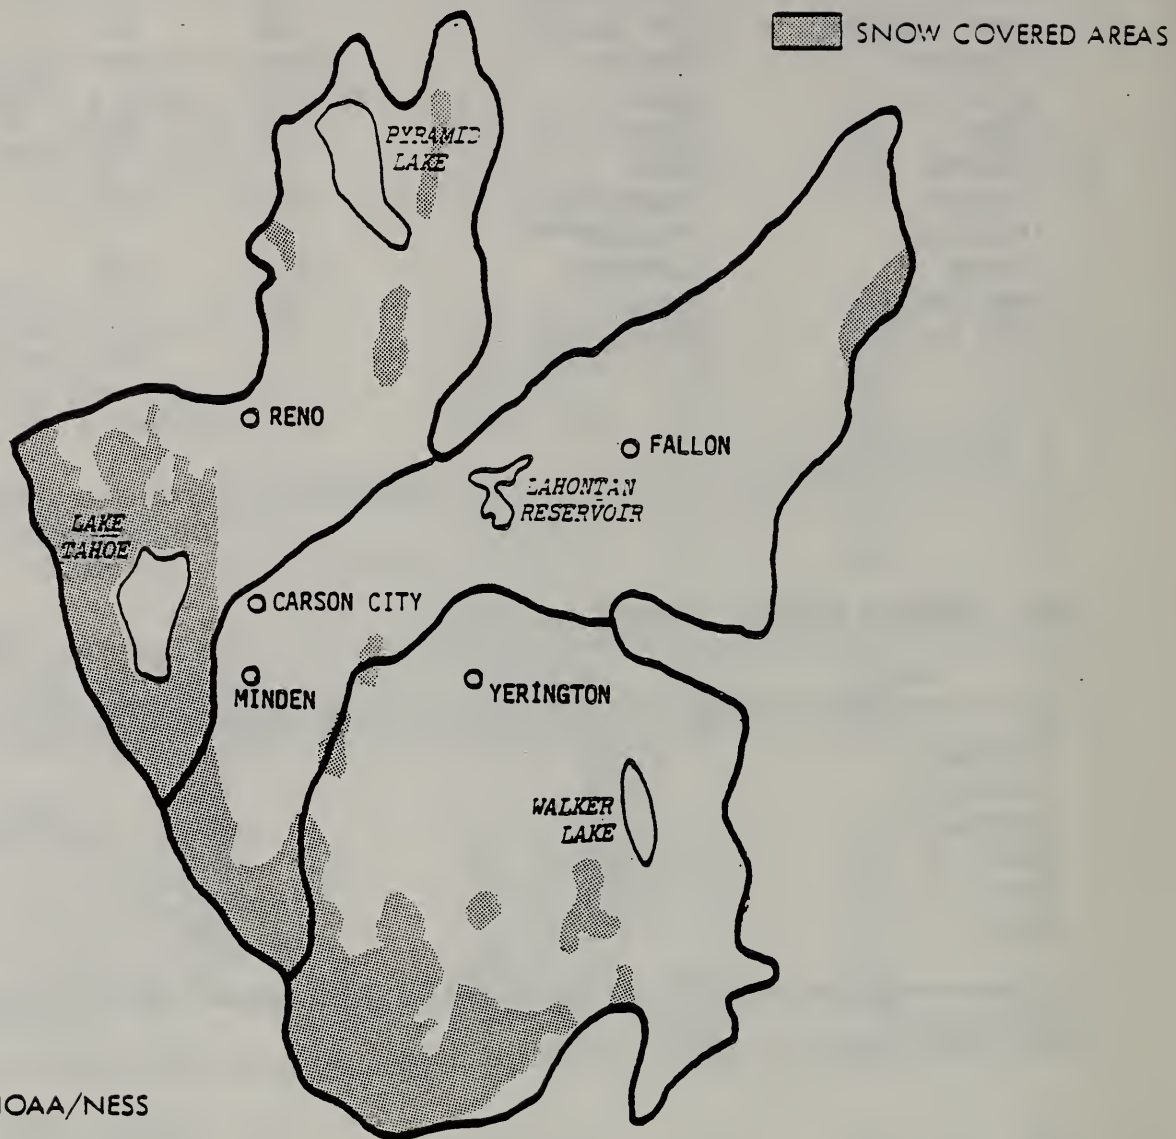 SNOW COVERED AREAS
PYRAMID
LAKE
RENO
FALLON
LAHONTAN
RESERVOIR
LAKE
TAHOE
CARSON CITY
MINDEN
YERINGTON
WALKER
LAKE
NOAA/NESS